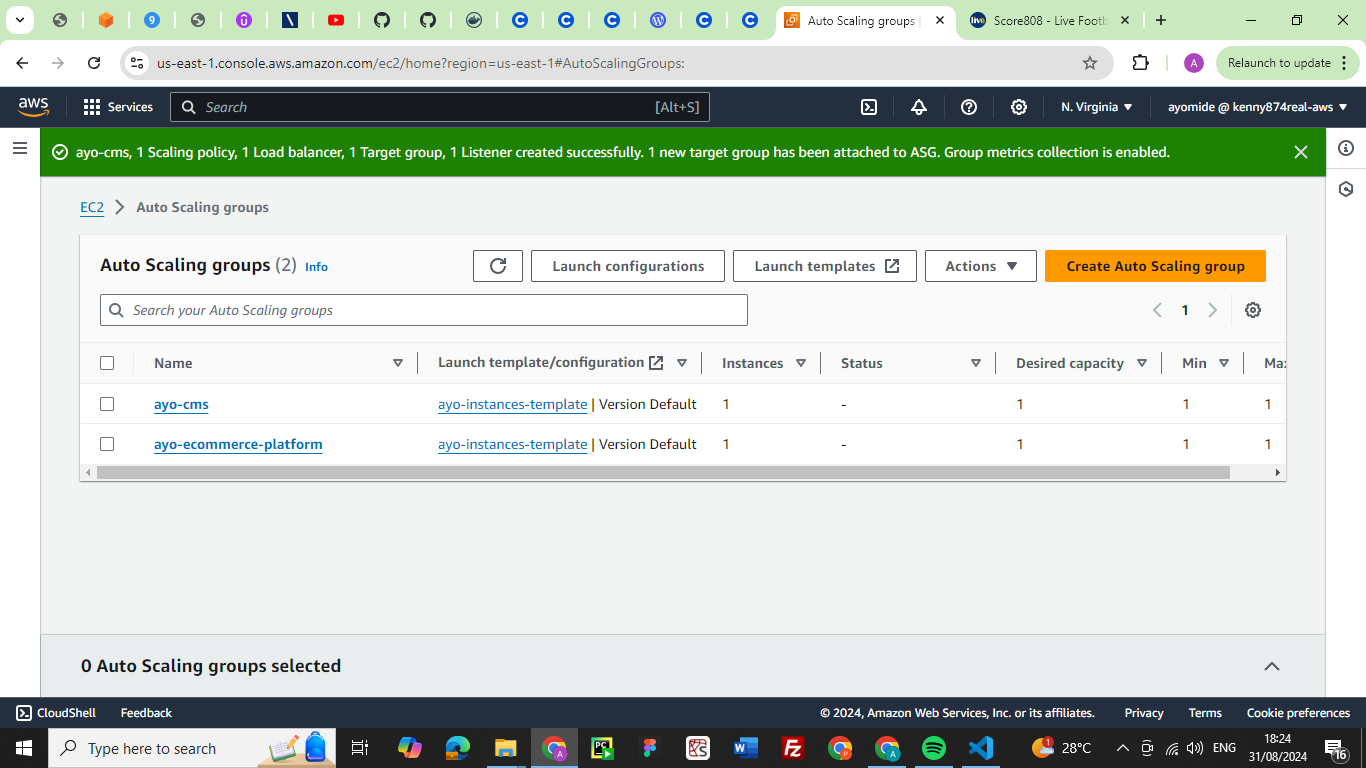 Auto Scaling groups |
Score808 - Live Footb
us-east-1.console.aws.amazon.com/ec2/home?region=us-east-1#AutoScalingGroups:
A
Relaunch to update
aws
Services
Search
[Alt+S]
N. Virginia
ayomide @ kenny874real-aws
ayo-cms, 1 Scaling policy, 1 Load balancer, 1 Target group, 1 Listener created successfully. 1 new target group has been attached to ASG. Group metrics collection is enabled.
EC2
Auto Scaling groups
Auto Scaling groups (2) Info
Launch configurations
Launch templates
Actions
Create Auto Scaling group
Search your Auto Scaling groups
1
Name
Launch template/configuration
Instances
Status
Desired capacity
Min
Max
ayo-cms
ayo-instances-template | Version Default
1
-
1
1
1
ayo-ecommerce-platform
ayo-instances-template | Version Default
1
-
1
1
1
0 Auto Scaling groups selected
CloudShell
Feedback
© 2024, Amazon Web Services, Inc. or its affiliates.
Privacy
Terms
Cookie preferences
Type here to search
28°C
ENG
18:24
31/08/2024
16